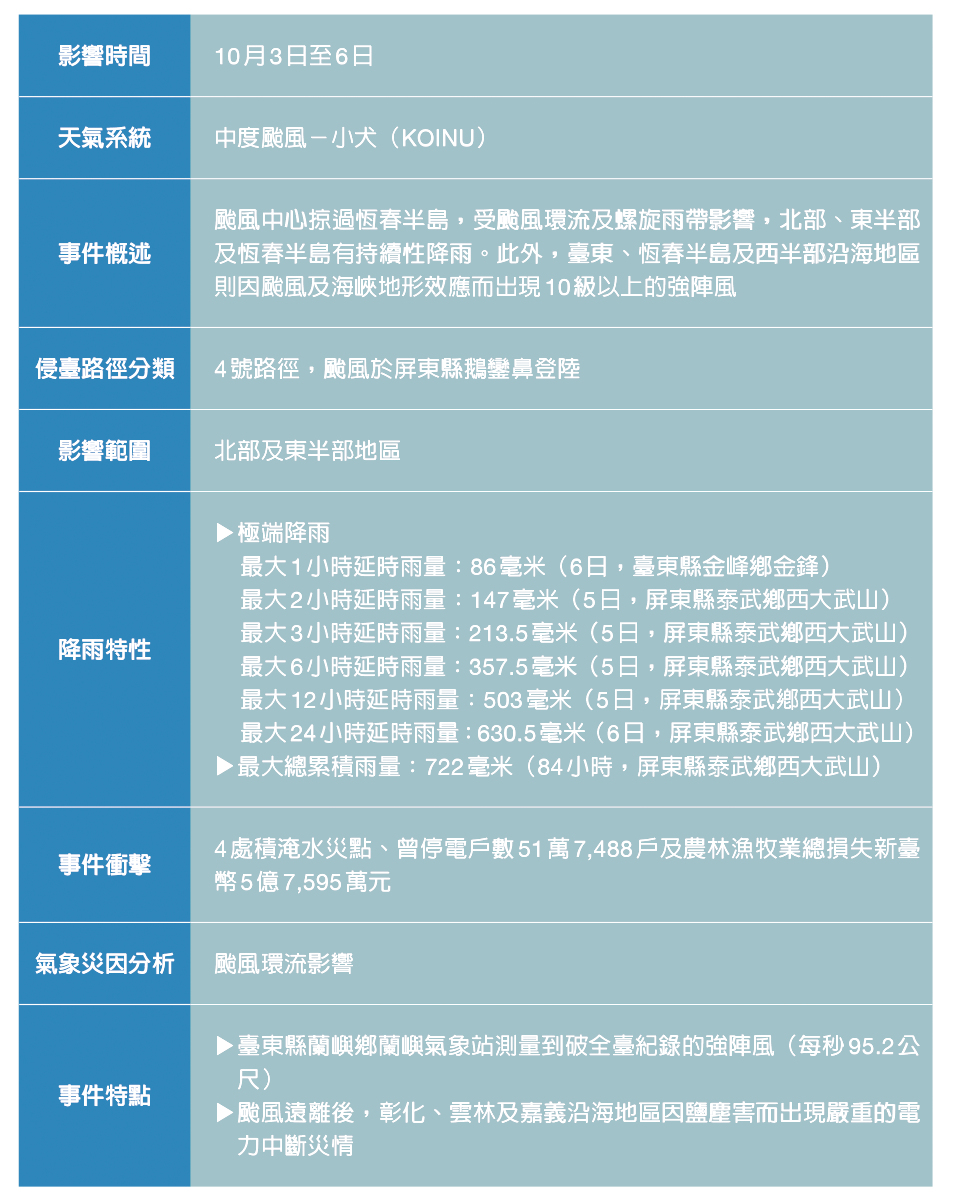 影響時間
10月3日至6日
天氣系統
中度颱風－小犬（KOINU）
事件概述
颱風中心掠過恆春半島，受颱風環流及螺旋雨帶影響，北部、東半部
及恆春半島有持續性降雨。此外，臺東、恆春半島及西半部沿海地區
則因颱風及海峽地形效應而出現10級以上的強陣風
侵臺路徑分類
4號路徑，颱風於屏東縣鵝鑾鼻登陸
影響範圍
北部及東半部地區
降雨特性
▶極端降雨
最大1小時延時雨量：86毫米（6日，臺東縣金峰鄉金鋒）
最大2小時延時雨量：147毫米（5日，屏東縣泰武鄉西大武山）
最大3小時延時雨量：213.5毫米（5日，屏東縣泰武鄉西大武山）
最大6小時延時雨量：357.5毫米（5日，屏東縣泰武鄉西大武山）
最大12小時延時雨量：503毫米（5日，屏東縣泰武鄉西大武山）
最大24小時延時雨量：630.5毫米（6日，屏東縣泰武鄉西大武山）
▶最大總累積雨量：722毫米（84小時，屏東縣泰武鄉西大武山）
事件衝擊
4處積淹水災點、曾停電戶數51萬7,488戶及農林漁牧業總損失新臺
幣5億7,595萬元
氣象災因分析
颱風環流影響
事件特點
▶臺東縣蘭嶼鄉蘭嶼氣象站測量到破全臺紀錄的強陣風（每秒95.2公
尺）
▶颱風遠離後，彰化、雲林及嘉義沿海地區因鹽塵害而出現嚴重的電
力中斷災情